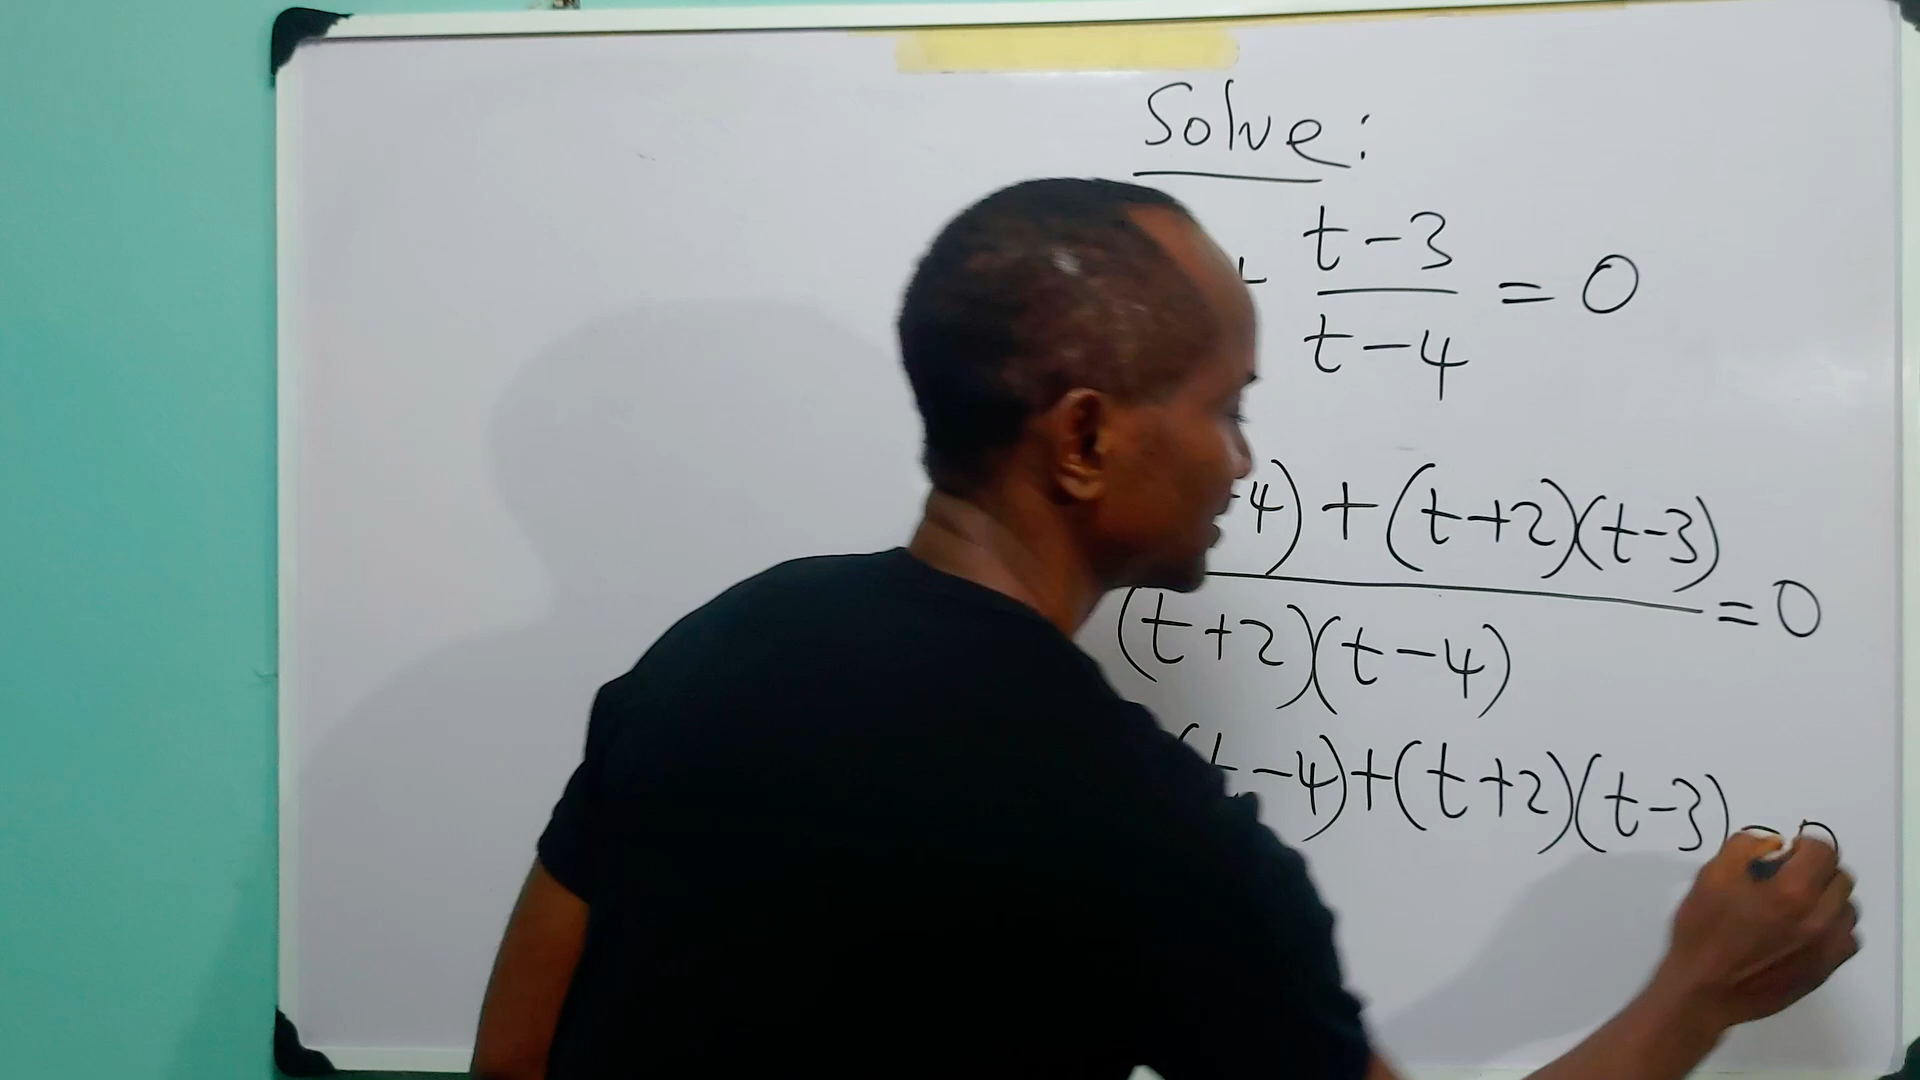 Solve:
+ t-3 / t-4 = 0
-4) + (t+2)(t-3)
(t+2)(t-4) = 0
(t-4)+(t+2)(t-3)=0